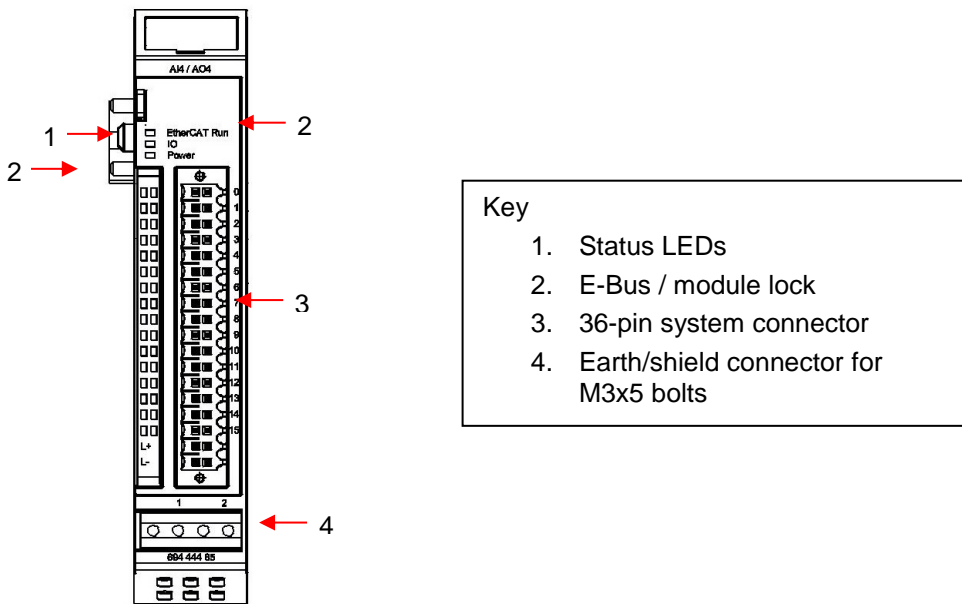 AI4 / AO4
1
2
EtherCAT Run
IO
Power
2
0
1
2
3
4
5
6
7
8
9
10
11
12
13
14
15
L+
L-
3
1 2
4
694 444 85
Key
1. Status LEDs
2. E-Bus / module lock
3. 36-pin system connector
4. Earth/shield connector for
M3x5 bolts